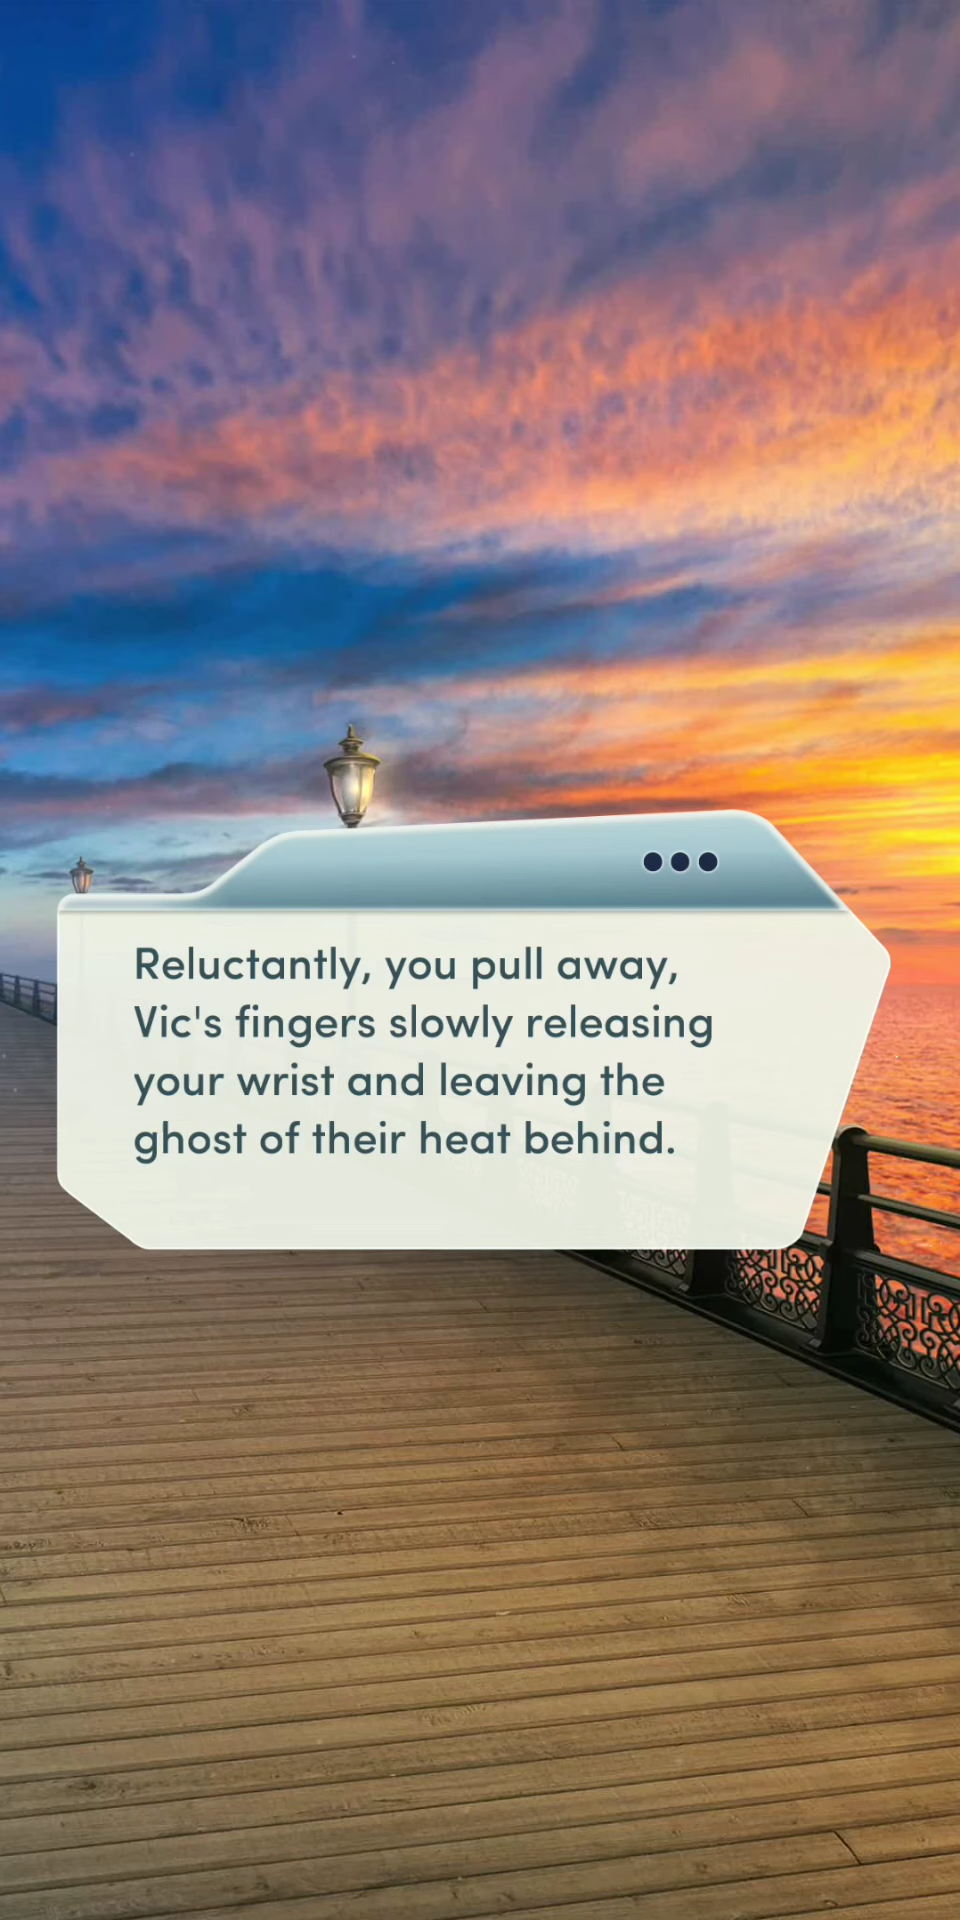 Reluctantly, you pull away,
Vic's fingers slowly releasing
your wrist and leaving the
ghost of their heat behind.